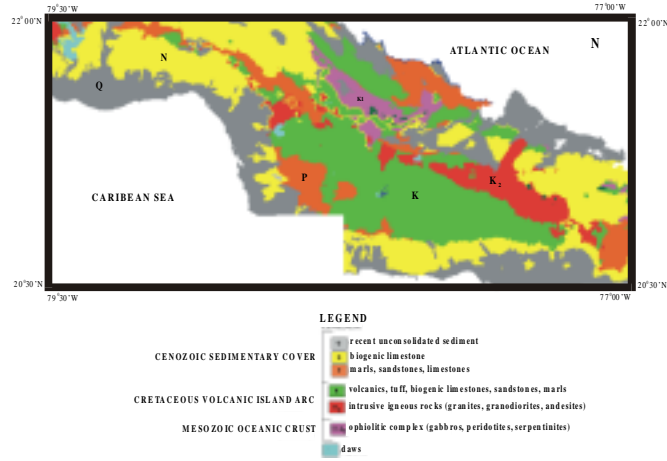 79°30'W 77°00'W
22°00'N 22°00'N
ATLANTIC OCEAN N
N
Q
K1
P
K2
CARIBEAN SEA K
20°30'N 20°30'N
79°30'W 77°00'W
LEGEND
recent unconsolidated sediment
CENOZOIC SEDIMENTARY COVER biogenic limestone
marls, sandstones, limestones
volcanics, tuff, biogenic limestones, sandstones, marls
CRETACEOUS VOLCANIC ISLAND ARC
intrusive igneous rocks (granites, granodiorites, andesites)
MESOZOIC OCEANIC CRUST ophiolitic complex (gabbros, peridotites, serpentinites)
daws